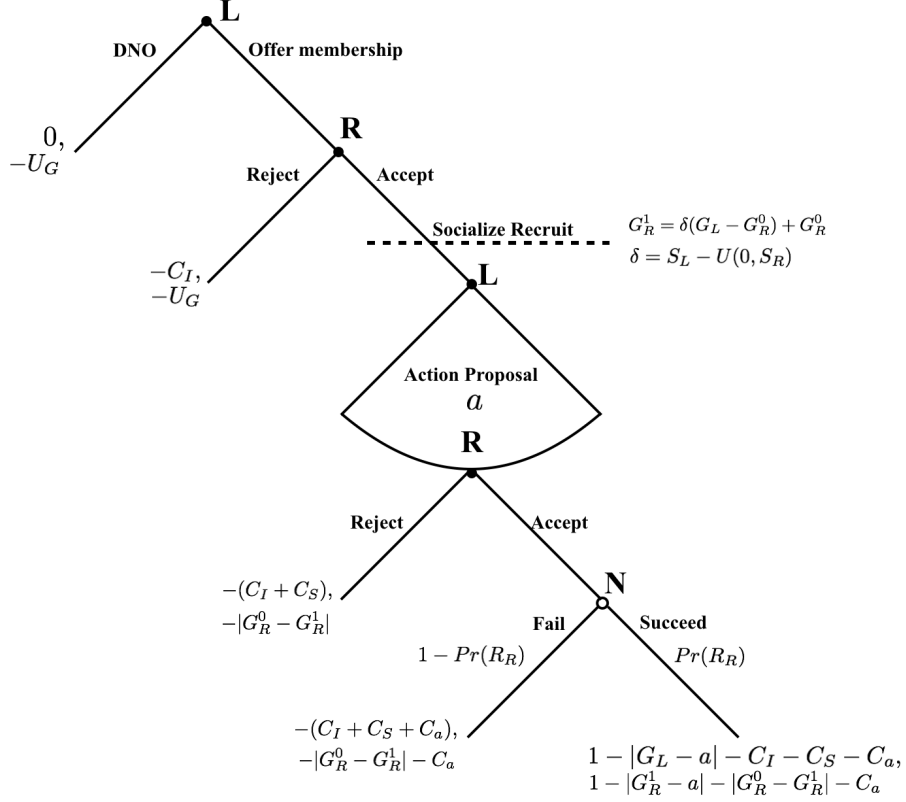 L
DNO
Offer membership
0,
−U_G
R
Reject
Accept
Socialize Recruit
G_R^1 = δ(G_L − G_R^0) + G_R^0
δ = S_L − U(0, S_R)
−C_I,
−U_G
L
Action Proposal
a
R
Reject
Accept
−(C_I + C_S),
−|G_R^0 − G_R^1|
N
Fail
Succeed
1 − Pr(R_R)
Pr(R_R)
−(C_I + C_S + C_a),
−|G_R^0 − G_R^1| − C_a
1 − |G_L − a| − C_I − C_S − C_a,
1 − |G_R^1 − a| − |G_R^0 − G_R^1| − C_a